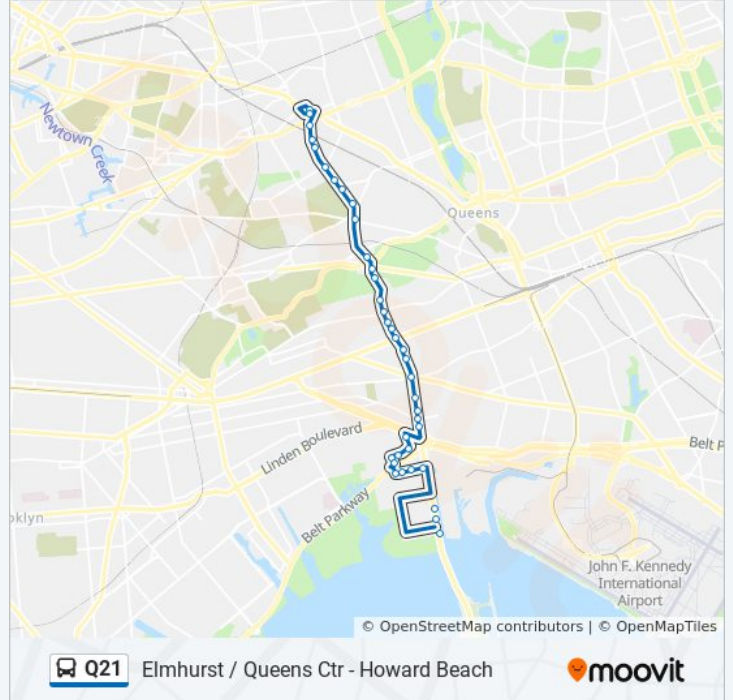 Newtown Creek
Queens
Linden Boulevard
Belt P
Belt Parkway
oklyn
John F. Kennedy
International
Airport
© OpenStreetMap contributors | © OpenMapTiles
Q21 Elmhurst / Queens Ctr - Howard Beach
moovit